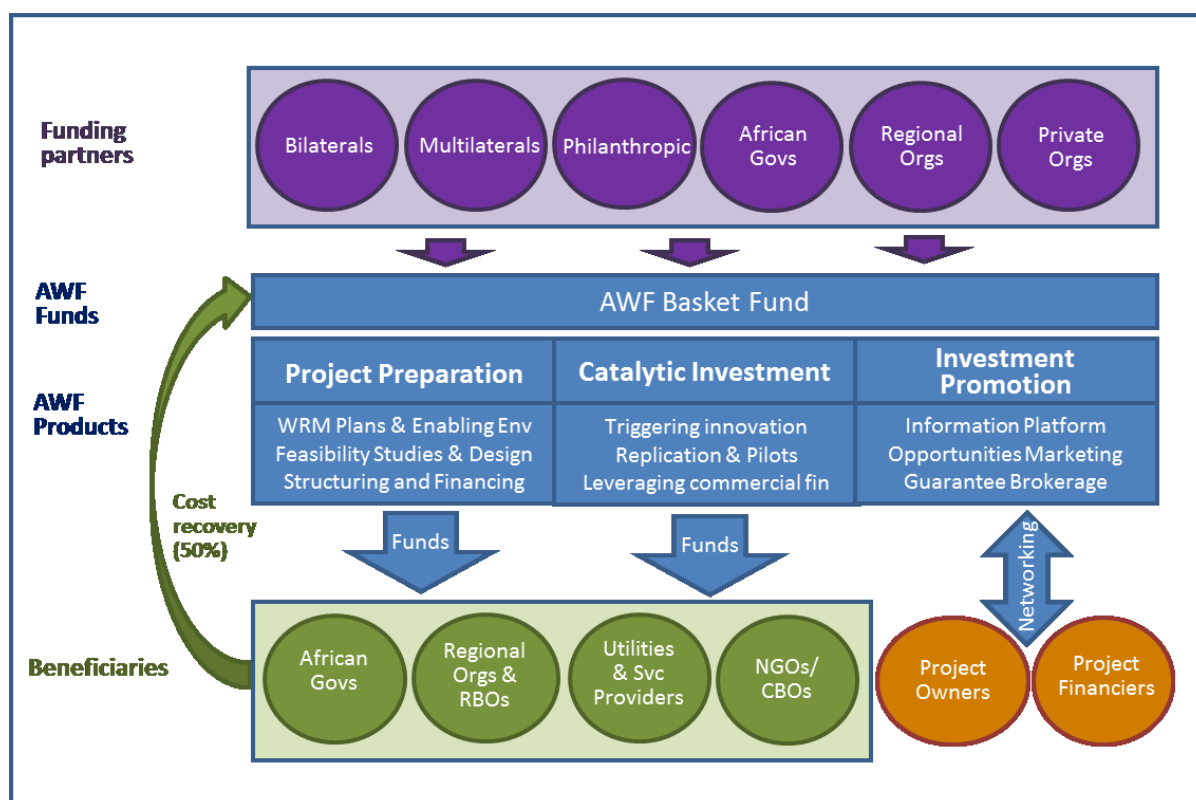 Funding
partners
Bilaterals
Multilaterals
Philanthropic
African
Govs
Regional
Orgs
Private
Orgs
AWF
Funds
AWF Basket Fund
AWF
Products
Project Preparation
WRM Plans & Enabling Env
Feasibility Studies & Design
Structuring and Financing
Catalytic Investment
Triggering innovation
Replication & Pilots
Leveraging commercial fin
Investment
Promotion
Information Platform
Opportunities Marketing
Guarantee Brokerage
Cost
recovery
(50%)
Funds
Funds
Networking
Beneficiaries
African
Govs
Regional
Orgs &
RBOs
Utilities
& Svc
Providers
NGOs/
CBOs
Project
Owners
Project
Financiers